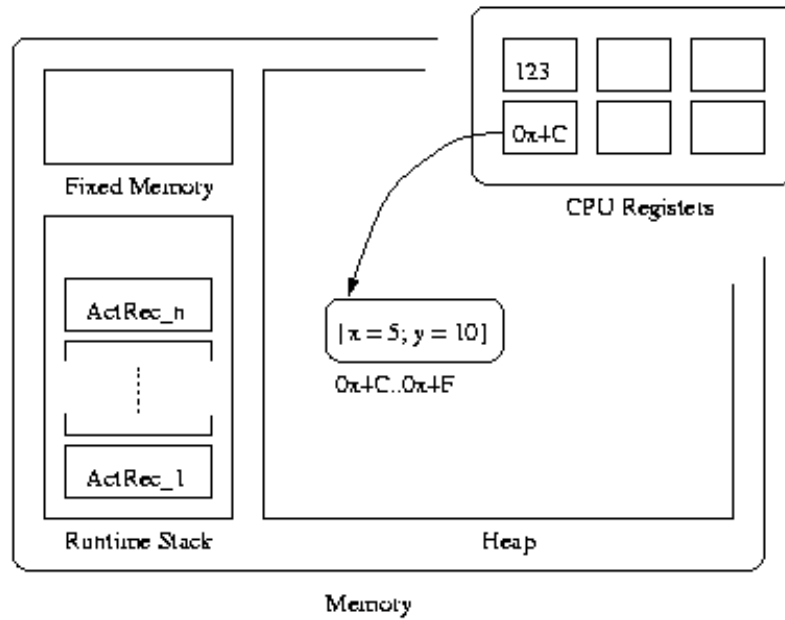 123
0x4C
Fixed Memory
CPU Registers
ActRec_n
[x = 5; y = 10]
0x4C..0x4F
ActRec_1
Runtime Stack
Heap
Memory